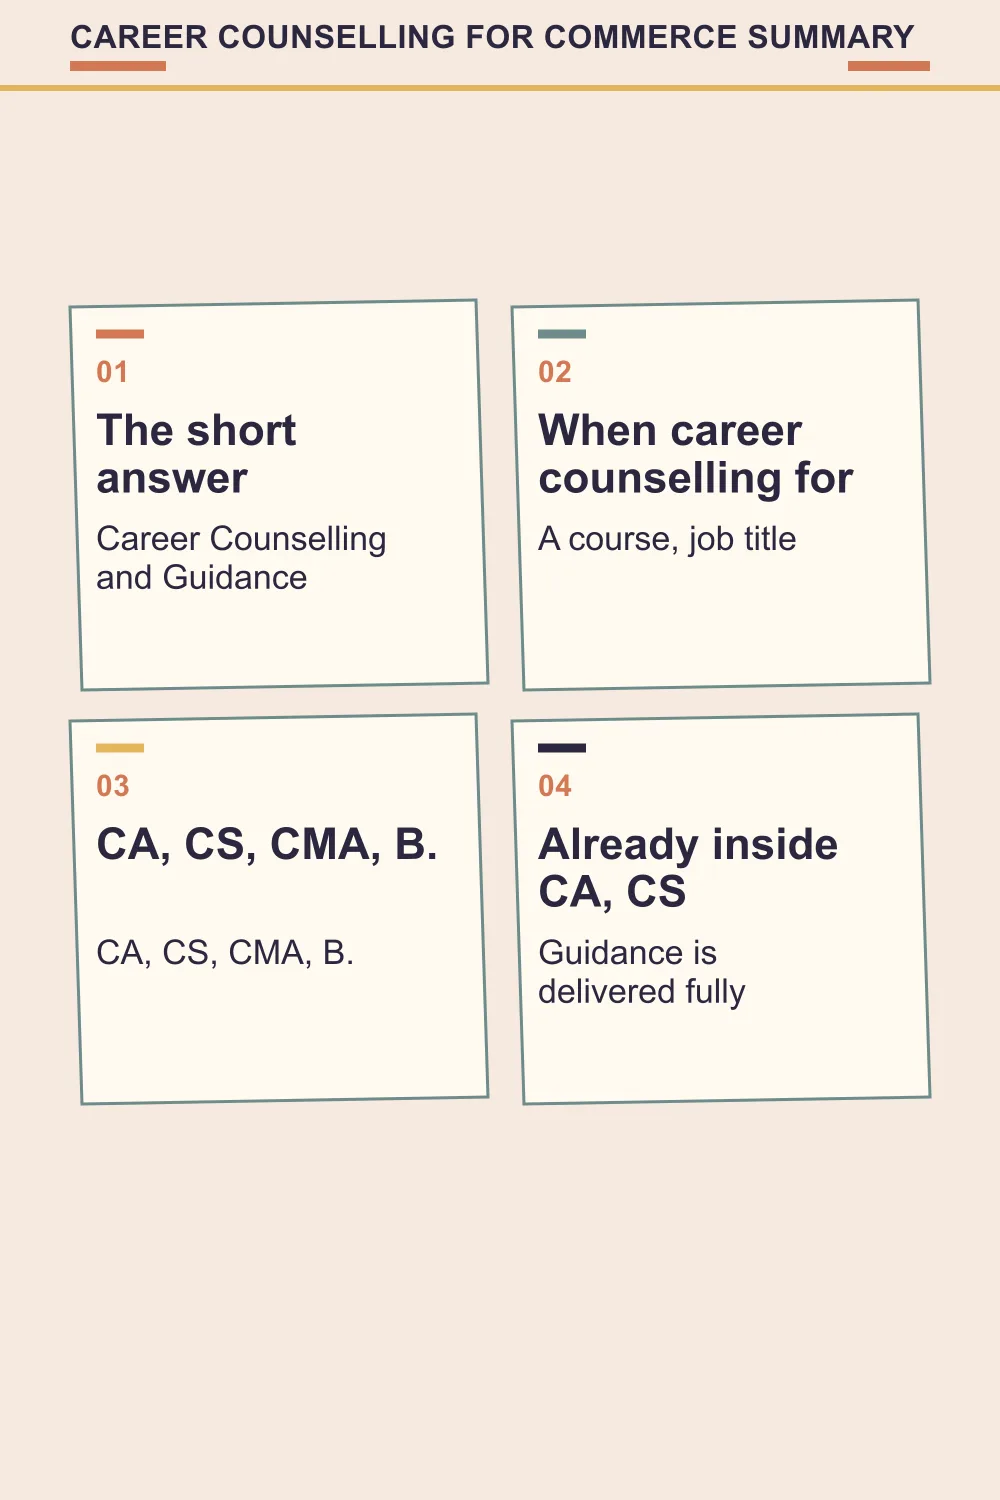 CAREER COUNSELLING FOR COMMERCE SUMMARY
01
The short
answer
Career Counselling
and Guidance
02
When career
counselling for
A course, job title
03
CA, CS, CMA, B.
CA, CS, CMA, B.
04
Already inside
CA, CS
Guidance is
delivered fully